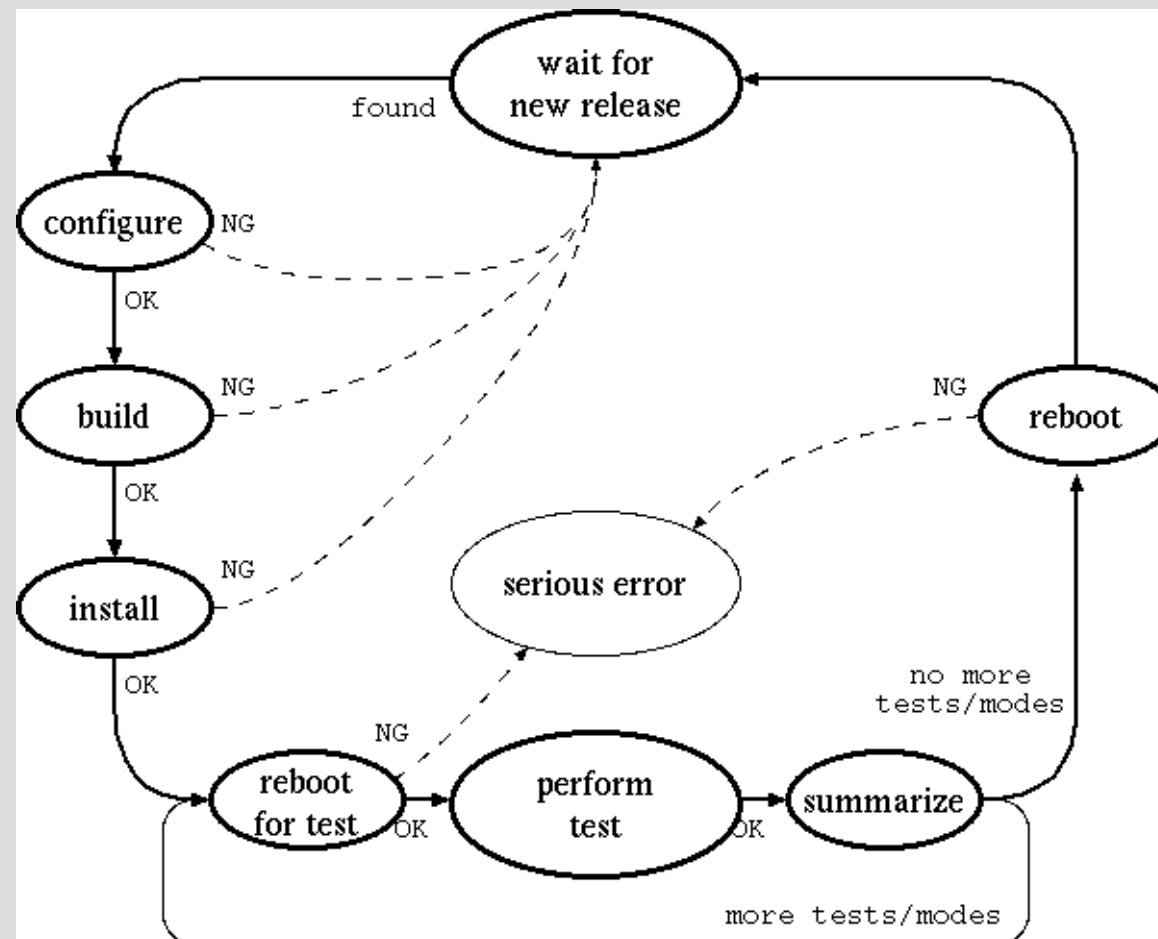 wait for
new release
found
configure
NG
OK
build
NG
OK
install
NG
OK
NG
reboot
serious error
no more
tests/modes
NG
reboot
for test
OK
perform
test
OK
summarize
more tests/modes